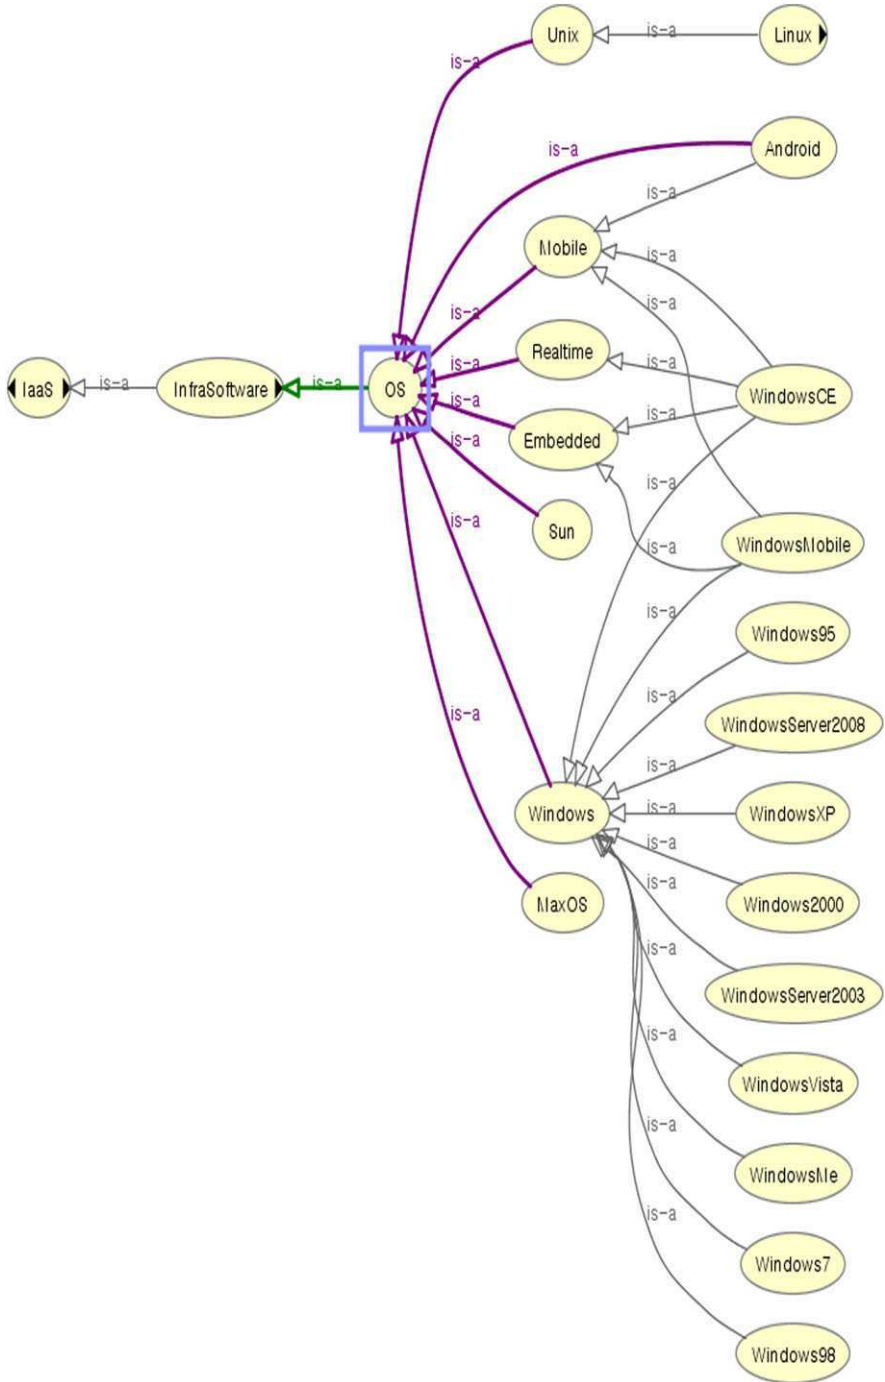 Unix
is-a
Linux
is-a
is-a
Android
is-a
Mobile
is-a
is-a
is-a
Realtime
is-a
is-a
IaaS
is-a
InfraSoftware
is-a
OS
WindowsCE
is-a
is-a
Embedded
is-a
is-a
Sun
is-a
WindowsMobile
is-a
is-a
Windows95
is-a
is-a
WindowsServer2008
is-a
Windows
is-a
WindowsXP
is-a
is-a
MaxOS
Windows2000
is-a
WindowsServer2003
is-a
WindowsVista
is-a
WindowsMe
is-a
Windows7
Windows98